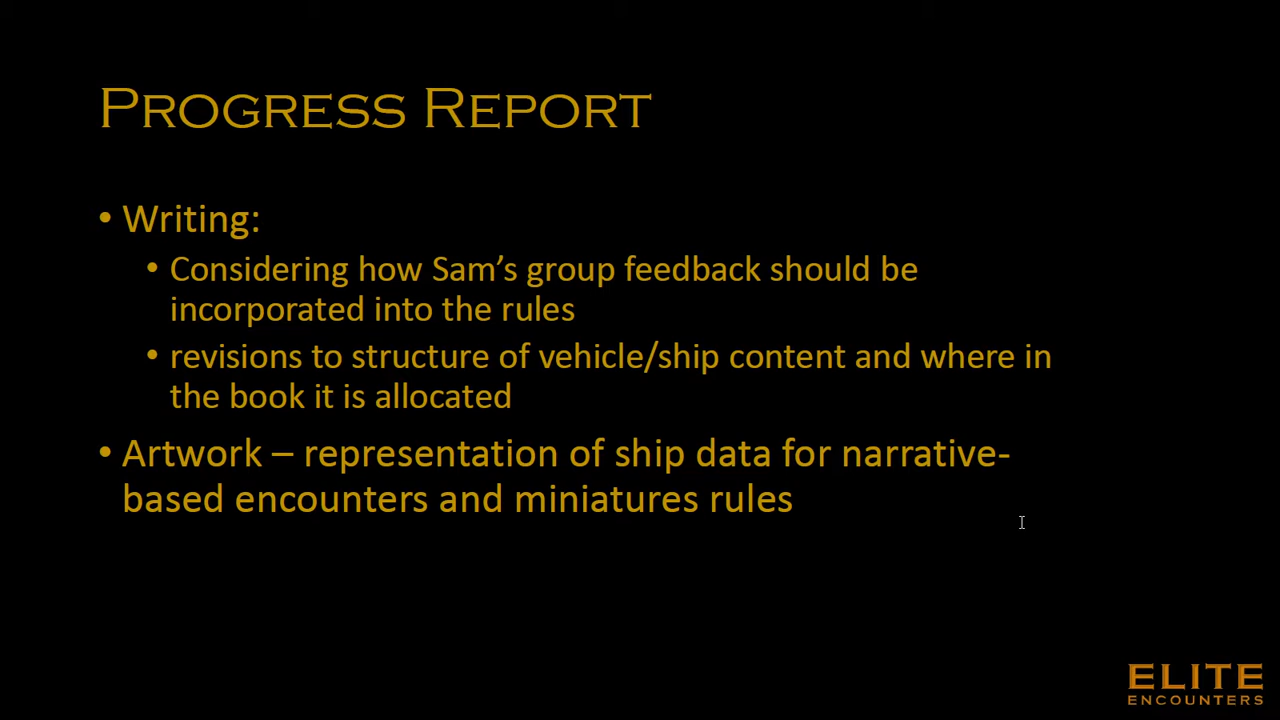 PROGRESS REPORT
• Writing:
• Considering how Sam's group feedback should be
incorporated into the rules
• revisions to structure of vehicle/ship content and where in
the book it is allocated
• Artwork – representation of ship data for narrative-
based encounters and miniatures rules
ELITE
ENCOUNTERS